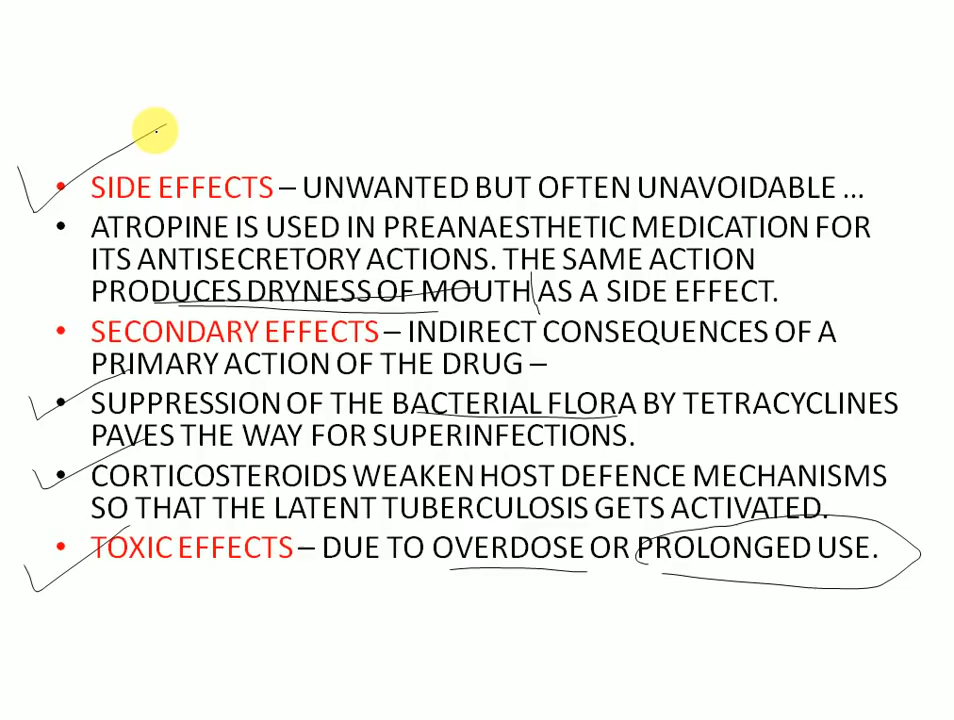 • SIDE EFFECTS – UNWANTED BUT OFTEN UNAVOIDABLE ...
• ATROPINE IS USED IN PREANAESTHETIC MEDICATION FOR
ITS ANTISECRETORY ACTIONS. THE SAME ACTION
PRODUCES DRYNESS OF MOUTH AS A SIDE EFFECT.
• SECONDARY EFFECTS – INDIRECT CONSEQUENCES OF A
PRIMARY ACTION OF THE DRUG –
• SUPPRESSION OF THE BACTERIAL FLORA BY TETRACYCLINES
PAVES THE WAY FOR SUPERINFECTIONS.
• CORTICOSTEROIDS WEAKEN HOST DEFENCE MECHANISMS
SO THAT THE LATENT TUBERCULOSIS GETS ACTIVATED.
• TOXIC EFFECTS – DUE TO OVERDOSE OR PROLONGED USE.